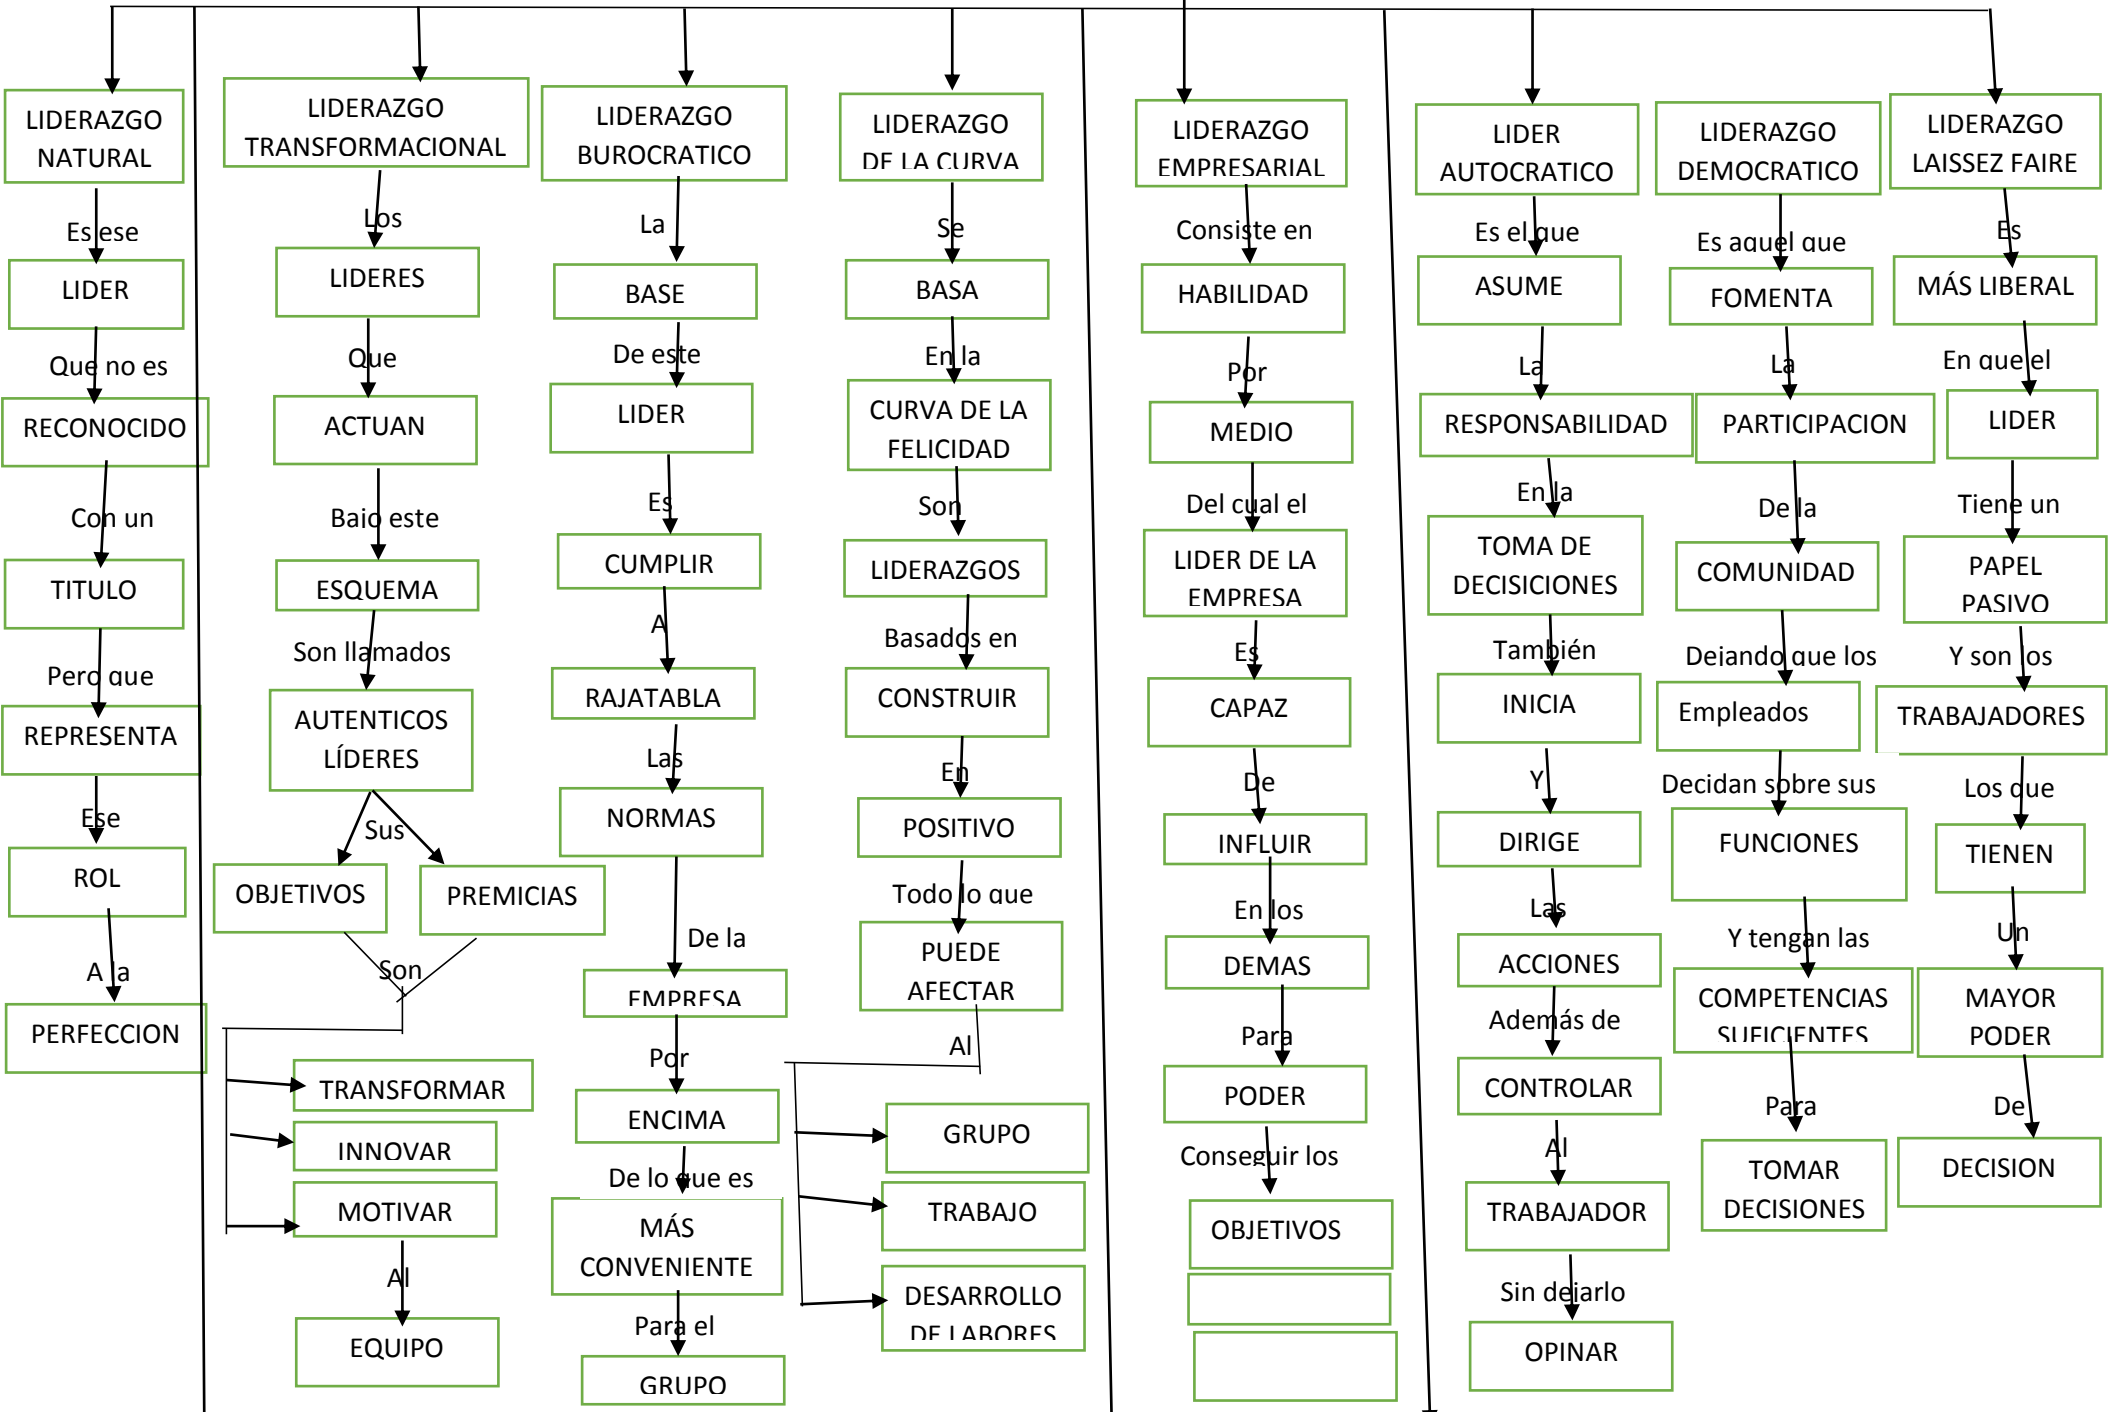 LIDERAZGO
NATURAL
Es ese
LIDER
Que no es
RECONOCIDO
Con un
TITULO
Pero que
REPRESENTA
Ese
ROL
A la
PERFECCION
LIDERAZGO
TRANSFORMACIONAL
Los
LIDERES
Que
ACTUAN
Bajo este
ESQUEMA
Son llamados
AUTENTICOS
LÍDERES
Sus
OBJETIVOS
PREMICIAS
Son
TRANSFORMAR
INNOVAR
MOTIVAR
Al
EQUIPO
LIDERAZGO
BUROCRATICO
La
BASE
De este
LIDER
Es
CUMPLIR
A
RAJATABLA
Las
NORMAS
De la
EMPRESA
Por
ENCIMA
De lo que es
MÁS
CONVENIENTE
Para el
GRUPO
LIDERAZGO
DE LA CURVA
Se
BASA
En la
CURVA DE LA
FELICIDAD
Son
LIDERAZGOS
Basados en
CONSTRUIR
En
POSITIVO
Todo lo que
PUEDE
AFECTAR
Al
GRUPO
TRABAJO
DESARROLLO
DE LABORES
LIDERAZGO
EMPRESARIAL
Consiste en
HABILIDAD
Por
MEDIO
Del cual el
LIDER DE LA
EMPRESA
Es
CAPAZ
De
INFLUIR
En los
DEMAS
Para
PODER
Conseguir los
OBJETIVOS
LIDER
AUTOCRATICO
Es el que
ASUME
La
RESPONSABILIDAD
En la
TOMA DE
DECISICIONES
También
INICIA
Y
DIRIGE
Las
ACCIONES
Además de
CONTROLAR
Al
TRABAJADOR
Sin dejarlo
OPINAR
LIDERAZGO
DEMOCRATICO
Es aquel que
FOMENTA
La
PARTICIPACION
De la
COMUNIDAD
Dejando que los
Empleados
Decidan sobre sus
FUNCIONES
Y tengan las
COMPETENCIAS
SUFICIENTES
Para
TOMAR
DECISIONES
LIDERAZGO
LAISSEZ FAIRE
Es
MÁS LIBERAL
En que el
LIDER
Tiene un
PAPEL
PASIVO
Y son los
TRABAJADORES
Los que
TIENEN
Un
MAYOR
PODER
De
DECISION